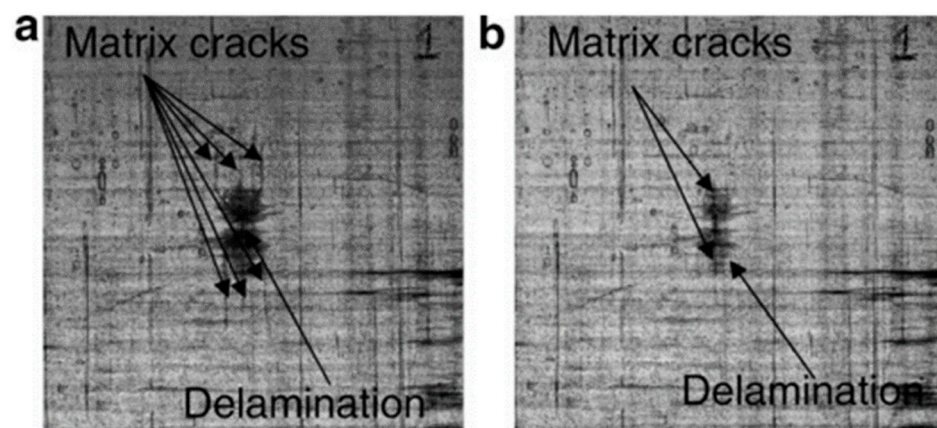 a
Matrix cracks
1
Delamination
b
Matrix cracks
1
Delamination